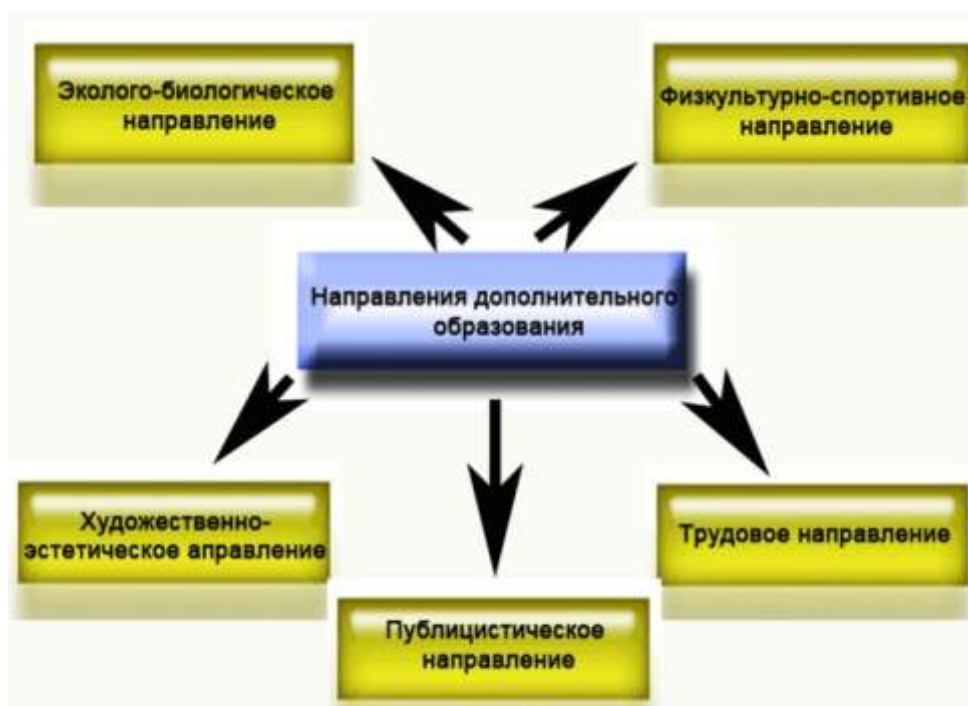 Эколого-биологическое
направление
Физкультурно-спортивное
направление
Направления дополнительного
образования
Художественно-
эстетическое аправление
Трудовое направление
Публицистическое
направление